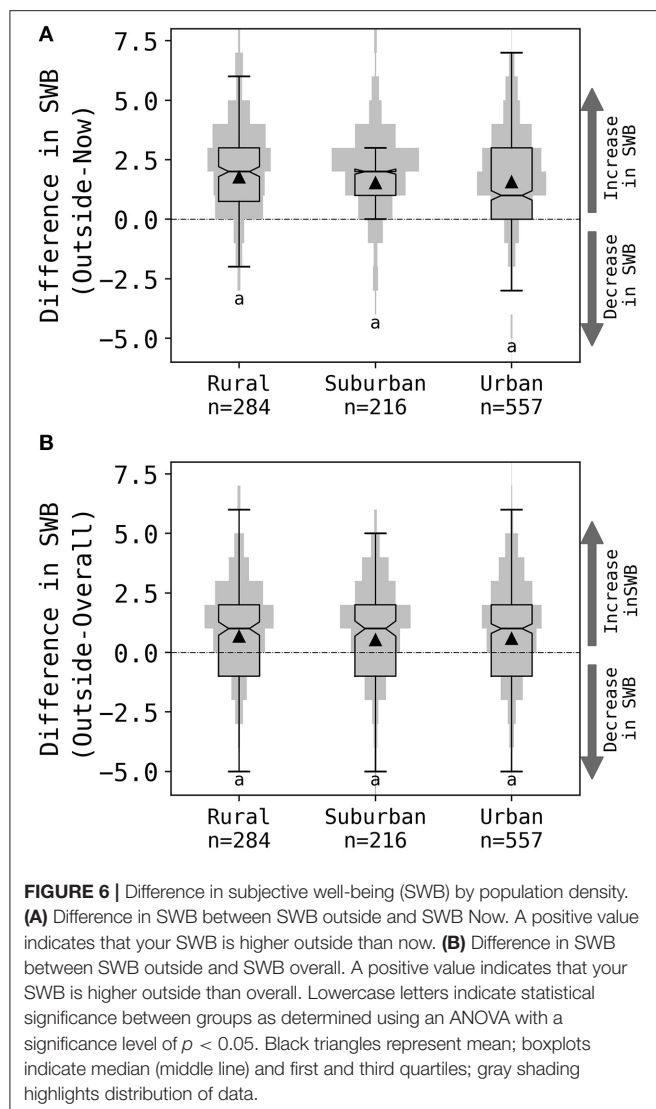 A
Difference in SWB
(Outside-Now)
7.5
5.0
2.5
0.0
−2.5
−5.0
a
a
a
Increase
in SWB
Decrease
in SWB
Rural
n=284
Suburban
n=216
Urban
n=557
B
Difference in SWB
(Outside-Overall)
7.5
5.0
2.5
0.0
−2.5
−5.0
a
a
a
Increase
inSWB
Decrease
in SWB
Rural
n=284
Suburban
n=216
Urban
n=557
FIGURE 6 | Difference in subjective well-being (SWB) by population density.
(A) Difference in SWB between SWB outside and SWB Now. A positive value
indicates that your SWB is higher outside than now. (B) Difference in SWB
between SWB outside and SWB overall. A positive value indicates that your
SWB is higher outside than overall. Lowercase letters indicate statistical
significance between groups as determined using an ANOVA with a
significance level of p < 0.05. Black triangles represent mean; boxplots
indicate median (middle line) and first and third quartiles; gray shading
highlights distribution of data.